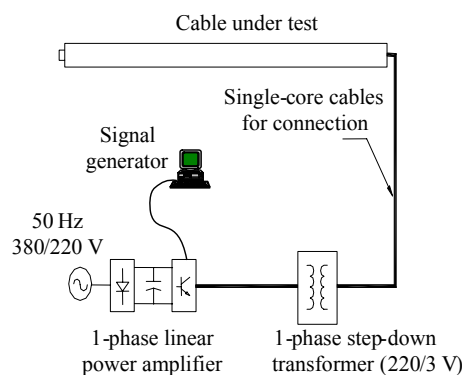 Cable under test
Single-core cables
for connection
Signal
generator
50 Hz
380/220 V
1-phase linear
power amplifier
1-phase step-down
transformer (220/3 V)